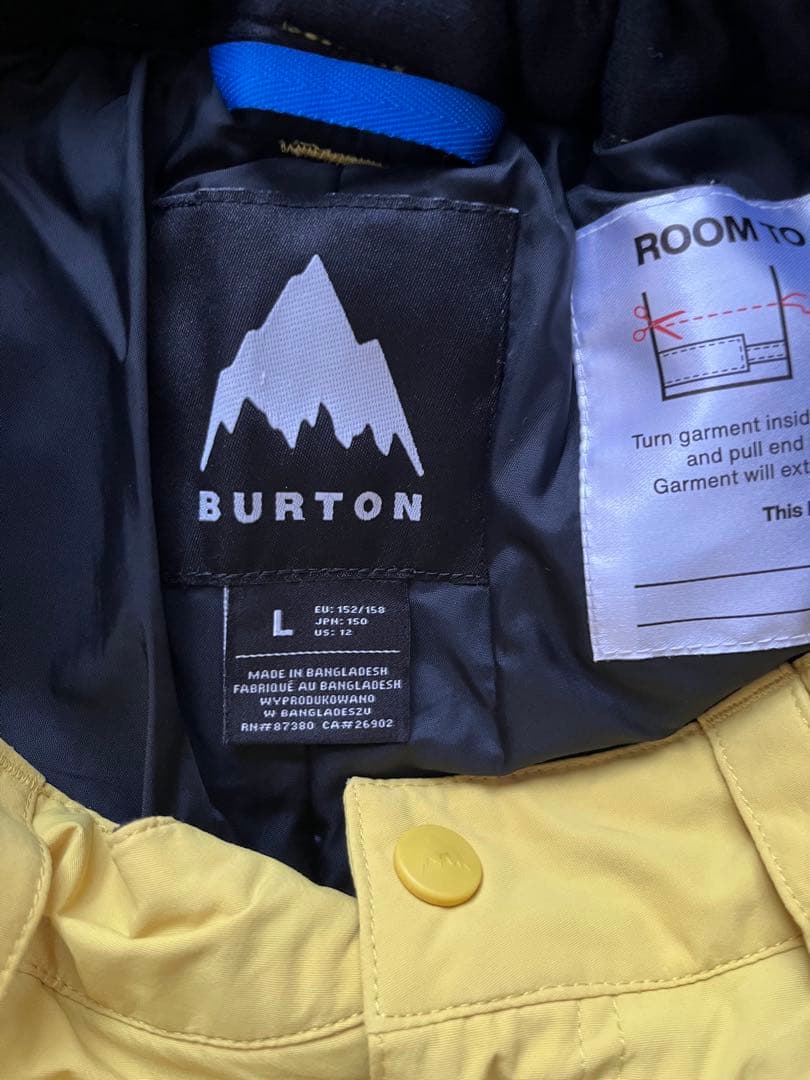 BURTON
L
EU: 152/158
JPN: 150
US: 12
MADE IN BANGLADESH
FABRIQUÉ AU BANGLADESH
WYPRODUKOWANO
W BANGLADESZU
RN#87380 CA#26902
ROOM TO
Turn garment insid
and pull end
Garment will ext
This